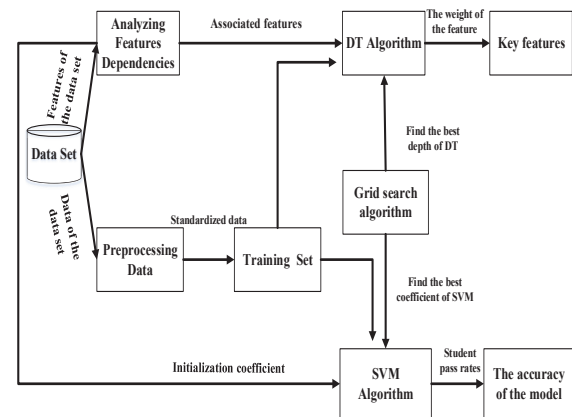 Analyzing
Features
Dependencies
Associated features
DT Algorithm
The weight of
the feature
Key features
Features of
the data set
Data Set
Data of the
data set
Find the best
depth of DT
Grid search
algorithm
Standardized data
Preprocessing
Data
Training Set
Find the best
coefficient of SVM
Initialization coefficient
SVM
Algorithm
Student
pass rates
The accuracy
of the model